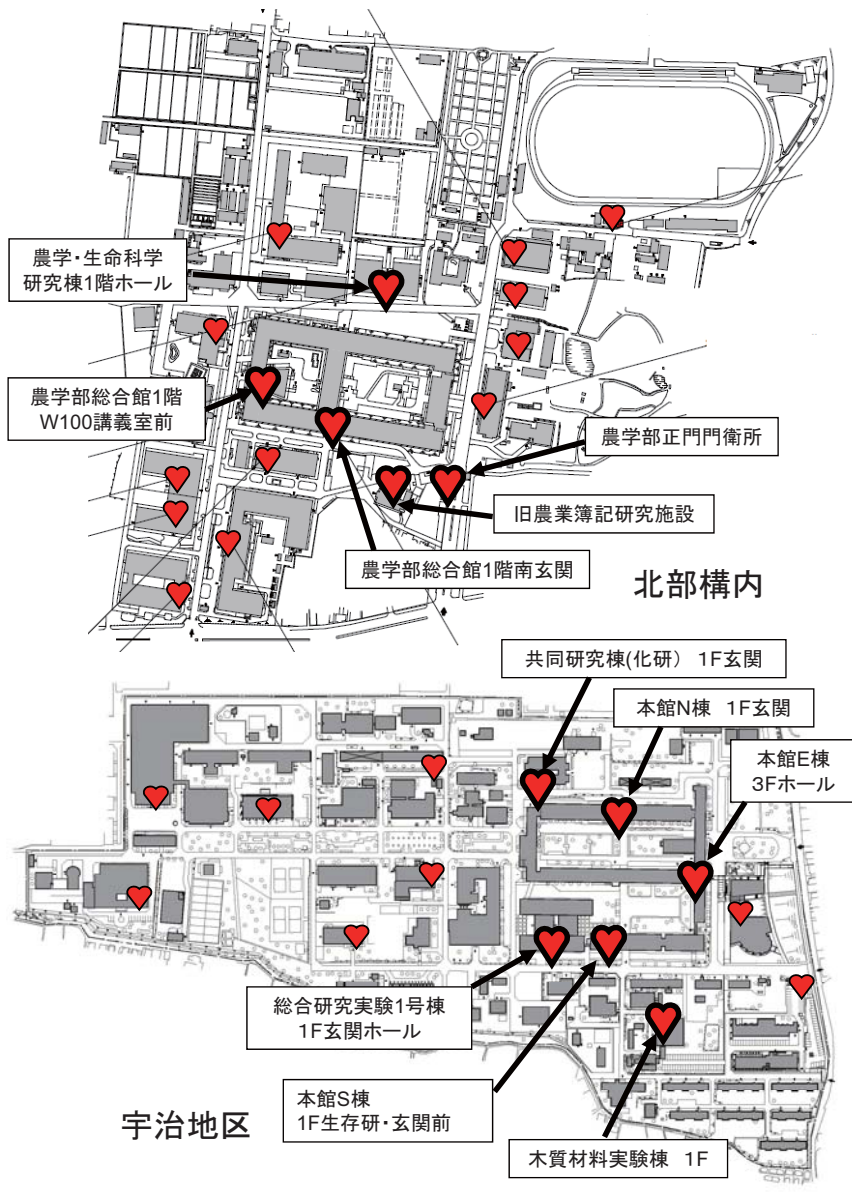 農学・生命科学
研究棟1階ホール
農学部総合館1階
W100講義室前
農学部正門門衛所
旧農業簿記研究施設
農学部総合館1階南玄関
北部構内
共同研究棟(化研） 1F玄関
本館N棟 1F玄関
本館E棟
3Fホール
総合研究実験1号棟
1F玄関ホール
本館S棟
1F生存研・玄関前
宇治地区
木質材料実験棟 1F